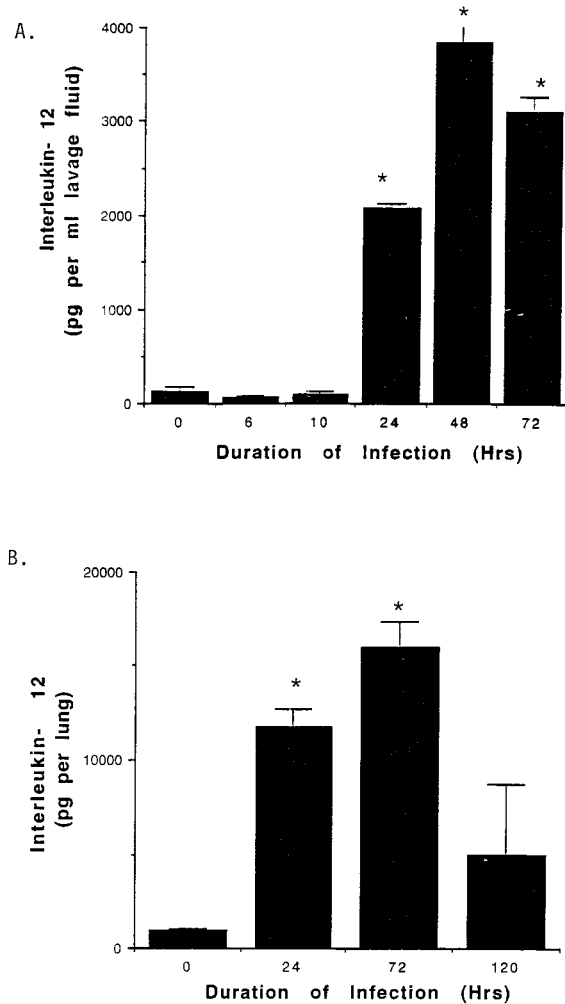 A.
Interleukin- 12
(pg per ml lavage fluid)
4000
3000
2000
1000
0
*
*
*
0 6 10 24 48 72
Duration of Infection (Hrs)
B.
Interleukin- 12
(pg per lung)
20000
10000
0
*
*
0 24 72 120
Duration of Infection (Hrs)